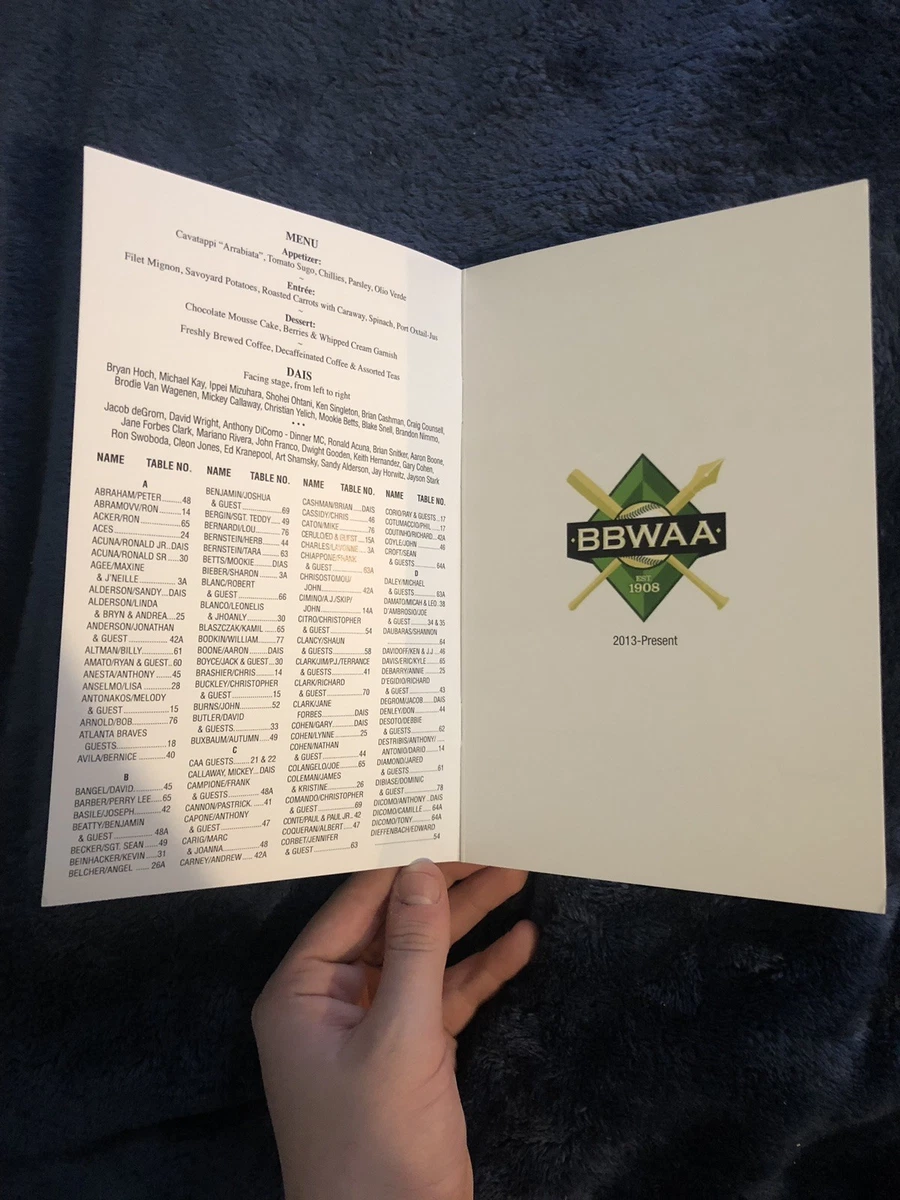 MENU
Appetizer:
Cavatappi "Arrabiata", Tomato Sugo, Chillies, Parsley, Olio Verde
~
Entrée:
Filet Mignon, Savoyard Potatoes, Roasted Carrots with Caraway, Spinach, Port Oxtail-Jus
~
Dessert:
Chocolate Mousse Cake, Berries & Whipped Cream Garnish
~
Freshly Brewed Coffee, Decaffeinated Coffee & Assorted Teas
DAIS
Facing stage, from left to right
Bryan Hoch, Michael Kay, Ippei Mizuhara, Shohei Ohtani, Ken Singleton, Brian Cashman, Craig Counsell,
Brodie Van Wagenen, Mickey Callaway, Christian Yelich, Mookie Betts, Blake Snell, Brandon Nimmo,
• • •
Jacob deGrom, David Wright, Anthony DiComo - Dinner MC, Ronald Acuna, Brian Snitker, Aaron Boone,
Jane Forbes Clark, Mariano Rivera, John Franco, Dwight Gooden, Keith Hernandez, Gary Cohen,
Ron Swoboda, Cleon Jones, Ed Kranepool, Art Shamsky, Sandy Alderson, Jay Horwitz, Jayson Stark
NAME TABLE NO.
A
ABRAHAM/PETER.......48
ABRAMOVV/RON.......14
ACKER/RON.......65
ACES.......24
ACUNA/RONALD JR..DAIS
ACUNA/RONALD SR....30
AGEE/MAXINE
& J'NEILLE.......3A
ALDERSON/SANDY...DAIS
ALDERSON/LINDA
& BRYN & ANDREA....25
ANDERSON/JONATHAN
& GUEST.......42A
ALTMAN/BILLY.......61
AMATO/RYAN & GUEST..60
ANESTA/ANTHONY.......45
ANSELMO/LISA.......28
ANTONAKOS/MELODY
& GUEST.......15
ARNOLD/BOB.......76
ATLANTA BRAVES
GUESTS.......18
AVILA/BERNICE.......40
B
BANGEL/DAVID.......45
BARBER/PERRY LEE.....65
BASILE/JOSEPH.......42
BEATTY/BENJAMIN
& GUEST.......48A
BECKER/SGT. SEAN.....49
BEINHACKER/KEVIN.....31
BELCHER/ANGEL.......26A
NAME TABLE NO.
BENJAMIN/JOSHUA
& GUEST.......69
BERGIN/SGT. TEDDY.....49
BERNARDI/LOU.......76
BERNSTEIN/HERB.......44
BERNSTEIN/TARA.......63
BETTS/MOOKIE.......DIAS
BIEBER/SHARON.......3A
BLANC/ROBERT
& GUEST.......66
BLANCO/LEONELIS
& JHOANLY.......30
BLASZCZAK/KAMIL.......65
BODKIN/WILLIAM.......77
BOONE/AARON.......DAIS
BOYCE/JACK & GUEST...30
BRASHIER/CHRIS.......14
BUCKLEY/CHRISTOPHER
& GUEST.......15
BURNS/JOHN.......52
BUTLER/DAVID
& GUESTS.......33
BUXBAUM/AUTUMN.....49
C
CAA GUESTS.......21 & 22
CALLAWAY, MICKEY...DAIS
CAMPIONE/FRANK
& GUESTS.......48A
CANNON/PASTRICK......41
CAPONE/ANTHONY
& GUEST.......47
CARIG/MARC
& JOANNA.......48
CARNEY/ANDREW.....42A
NAME TABLE NO.
CASHMAN/BRIAN....DAIS
CASSIDY/CHRIS.......46
CATON/MIKE.......76
CERULO/ED & GUEST....15A
CHARLES/LAVONNE....3A
CHIAPPONE/FRANK
& GUEST.......63A
CHRISOSTOMOU/
JOHN.......42A
CIMINO/A.J./SKIP/
JOHN.......14A
CITRO/CHRISTOPHER
& GUEST.......54
CLANCY/SHAUN
& GUESTS.......58
CLARK/JIM/P.J./TERRANCE
& GUESTS.......41
CLARK/RICHARD
& GUEST.......70
CLARK/JANE
FORBES.......DAIS
COHEN/GARY.......DAIS
COHEN/LYNNE.......25
COHEN/NATHAN
& GUEST.......44
COLANGELO/JOE.......65
COLEMAN/JAMES
& KRISTINE.......26
COMANDO/CHRISTOPHER
& GUEST.......69
CONTE/PAUL & PAUL JR..42
COQUERAN/ALBERT.....47
CORBET/JENNIFER
& GUEST.......63
NAME TABLE NO.
CORIO/RAY & GUESTS...17
COTUMACCIO/PHIL.....17
COUTINHO/RICHARD...42A
COYLE/JOHN.......46
CROFT/SEAN
& GUESTS.......64A
D
DALEY/MICHAEL
& GUESTS.......63A
DAMATO/MICAH & LEO..38
D'AMBROSIO/JOE
& GUEST.......34 & 35
DAUBARAS/SHANNON
.......64
DAVIDOFF/KEN & JJ....46
DAVIS/ERIC/KYLE.......65
DEBARRY/ANNIE.......25
D'EGIDIO/RICHARD
& GUEST.......43
DEGROM/JACOB.....DAIS
DENLEY/DON.......44
DESOTO/DEBBIE
& GUESTS.......62
DESTRIBIS/ANTHONY/....
ANTONIO/DARIO.......14
DIAMOND/JARED
& GUESTS.......61
DIBIASE/DOMINIC
& GUEST.......78
DICOMO/ANTHONY..DAIS
DICOMO/CAMILLE.....64A
DICOMO/TONY.......64A
DIEFFENBACH/EDWARD
.......54
BBWAA
EST.
1908
2013-Present